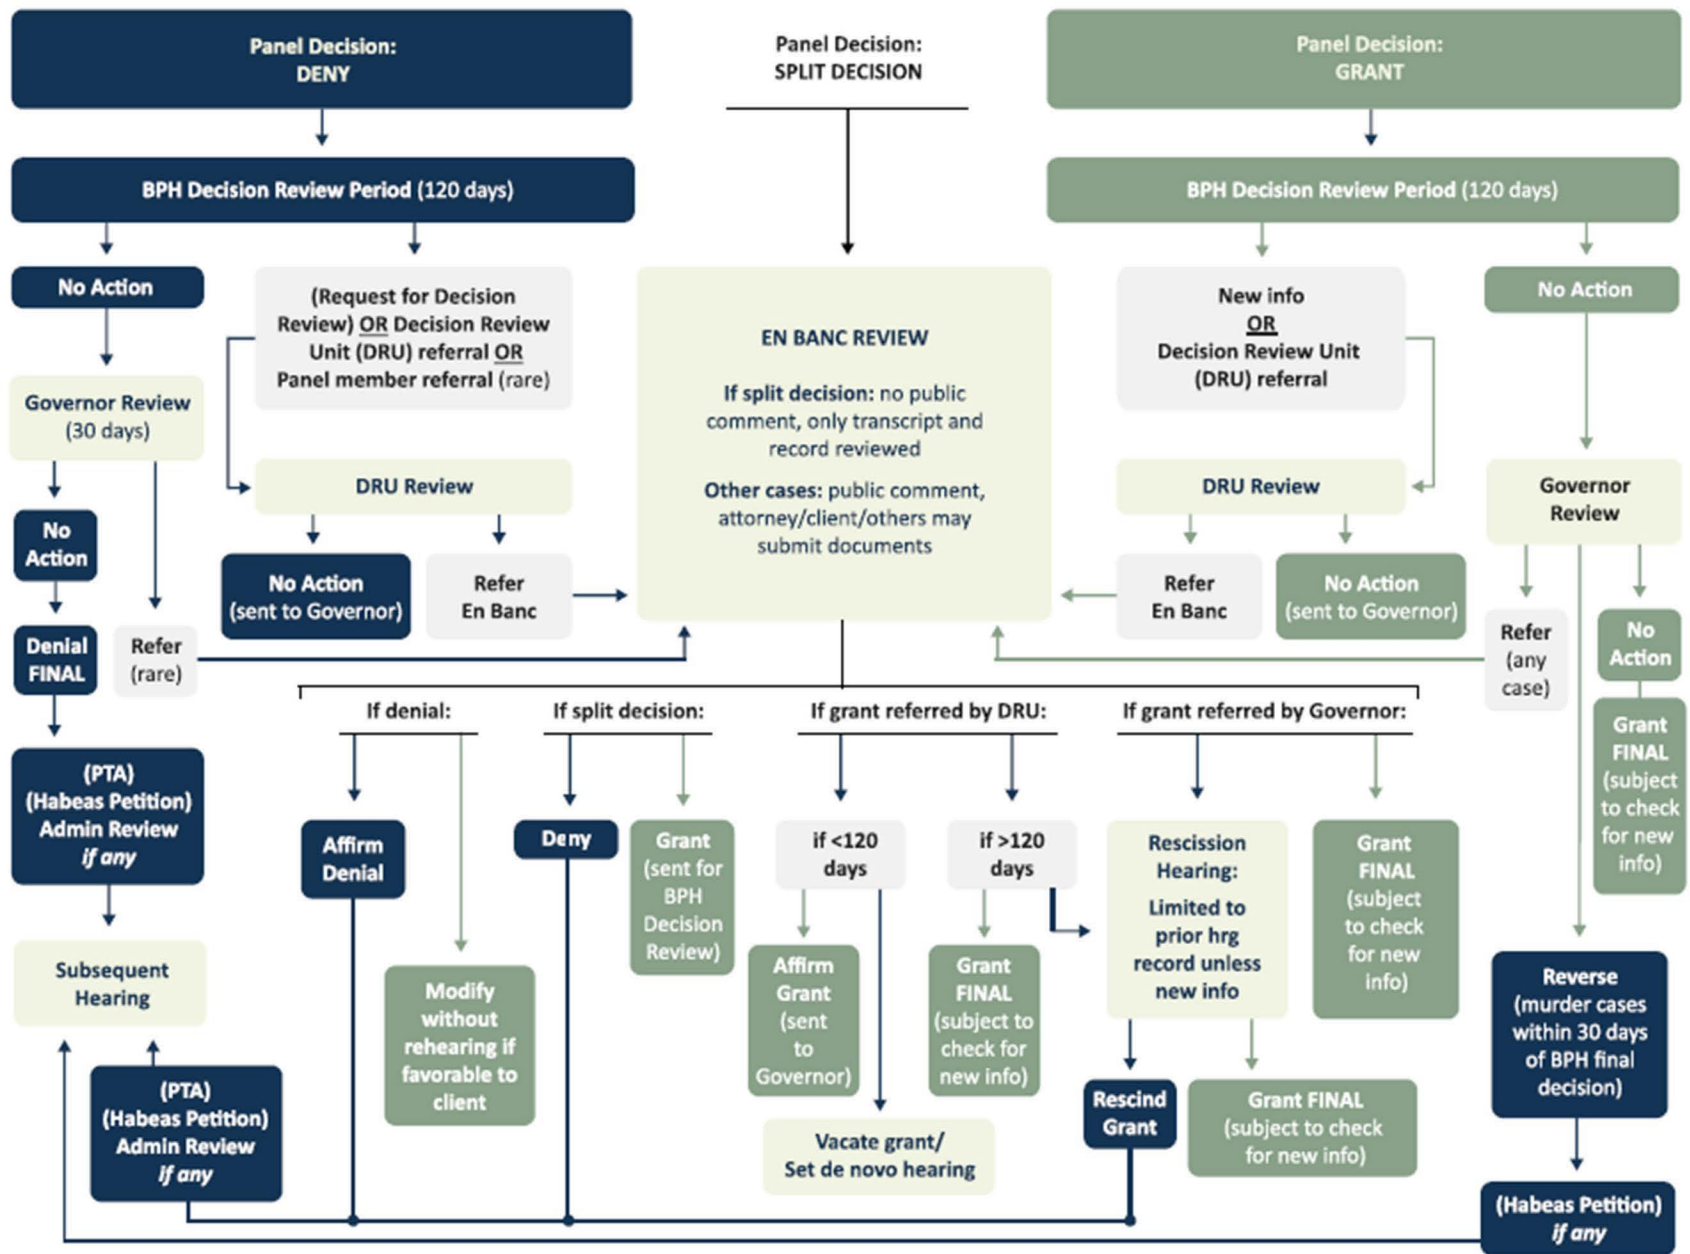 Panel Decision:
DENY
Panel Decision:
SPLIT DECISION
Panel Decision:
GRANT
BPH Decision Review Period (120 days)
BPH Decision Review Period (120 days)
No Action
(Request for Decision
Review) OR Decision Review
Unit (DRU) referral OR
Panel member referral (rare)
EN BANC REVIEW
If split decision: no public
comment, only transcript and
record reviewed
Other cases: public comment,
attorney/client/others may
submit documents
New info
OR
Decision Review Unit
(DRU) referral
No Action
Governor Review
(30 days)
DRU Review
DRU Review
Governor
Review
No
Action
No Action
(sent to Governor)
Refer
En Banc
Refer
En Banc
No Action
(sent to Governor)
Denial
FINAL
Refer
(rare)
Refer
(any
case)
No
Action
Grant
FINAL
(subject
to check
for new
info)
If denial:
If split decision:
If grant referred by DRU:
If grant referred by Governor:
(PTA)
(Habeas Petition)
Admin Review
if any
Affirm
Denial
Deny
Grant
(sent for
BPH
Decision
Review)
if <120
days
if >120
days
Rescission
Hearing:
Limited to
prior hrg
record unless
new info
Grant
FINAL
(subject
to check
for new
info)
Subsequent
Hearing
Modify
without
rehearing if
favorable to
client
Affirm
Grant
(sent
to
Governor)
Grant
FINAL
(subject to
check for
new info)
Reverse
(murder cases
within 30 days
of BPH final
decision)
(PTA)
(Habeas Petition)
Admin Review
if any
Vacate grant/
Set de novo hearing
Rescind
Grant
Grant FINAL
(subject to check
for new info)
(Habeas Petition)
if any